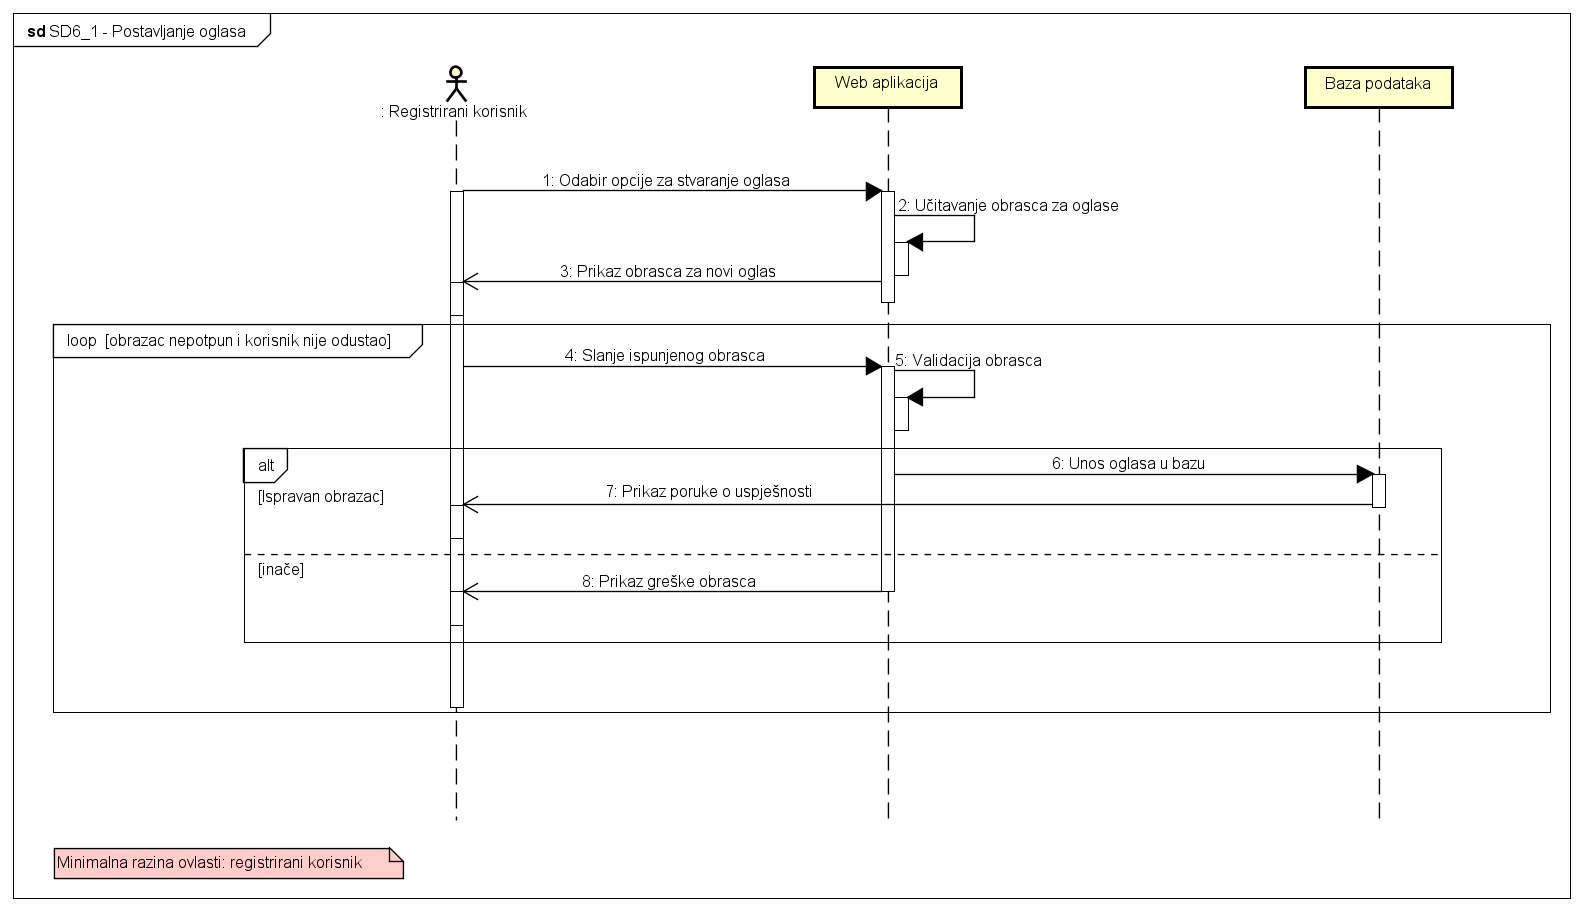 sd SD6_1 - Postavljanje oglasa
: Registrirani korisnik
Web aplikacija
Baza podataka
1: Odabir opcije za stvaranje oglasa
2: Učitavanje obrasca za oglase
3: Prikaz obrasca za novi oglas
loop [obrazac nepotpun i korisnik nije odustao]
4: Slanje ispunjenog obrasca
5: Validacija obrasca
alt
6: Unos oglasa u bazu
[Ispravan obrazac]
7: Prikaz poruke o uspješnosti
[inače]
8: Prikaz greške obrasca
Minimalna razina ovlasti: registrirani korisnik